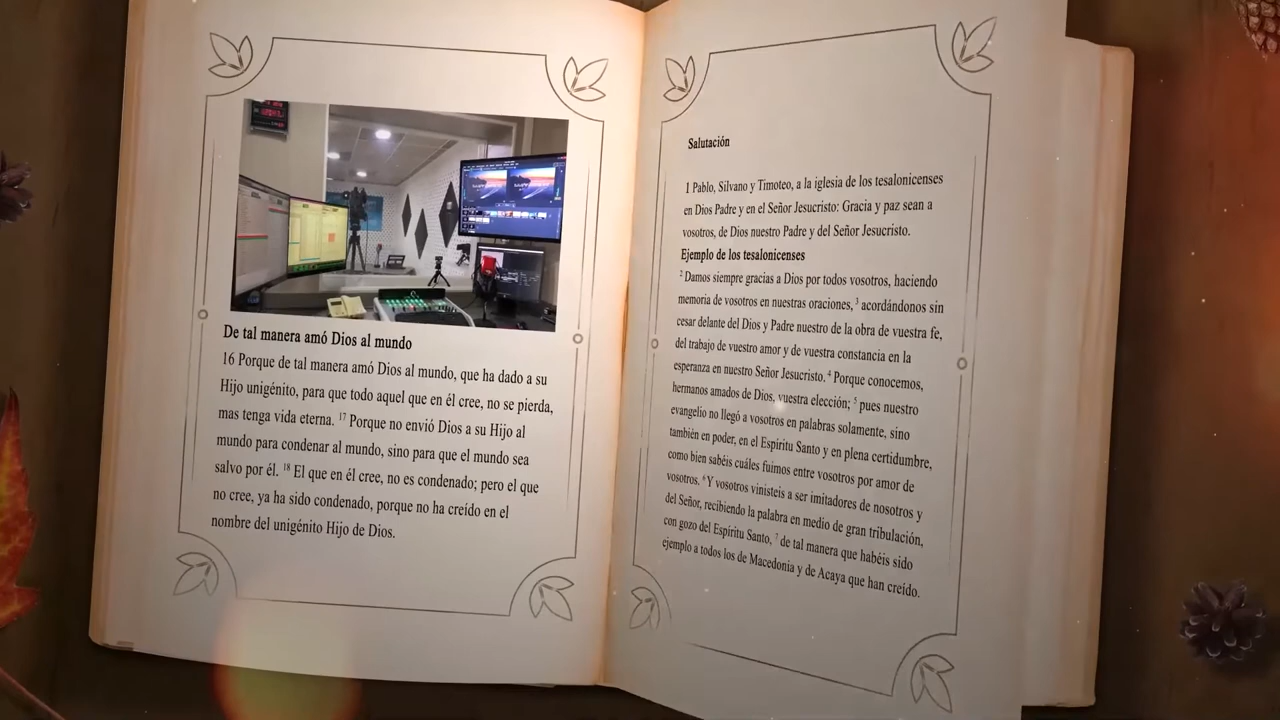 De tal manera amó Dios al mundo
16 Porque de tal manera amó Dios al mundo, que ha dado a su
Hijo unigénito, para que todo aquel que en él cree, no se pierda,
mas tenga vida eterna. 17 Porque no envió Dios a su Hijo al
mundo para condenar al mundo, sino para que el mundo sea
salvo por él. 18 El que en él cree, no es condenado; pero el que
no cree, ya ha sido condenado, porque no ha creído en el
nombre del unigénito Hijo de Dios.
Salutación
1 Pablo, Silvano y Timoteo, a la iglesia de los tesalonicenses
en Dios Padre y en el Señor Jesucristo: Gracia y paz sean a
vosotros, de Dios nuestro Padre y del Señor Jesucristo.
Ejemplo de los tesalonicenses
2 Damos siempre gracias a Dios por todos vosotros, haciendo
memoria de vosotros en nuestras oraciones, 3 acordándonos sin
cesar delante del Dios y Padre nuestro de la obra de vuestra fe,
del trabajo de vuestro amor y de vuestra constancia en la
esperanza en nuestro Señor Jesucristo. 4 Porque conocemos,
hermanos amados de Dios, vuestra elección; 5 pues nuestro
evangelio no llegó a vosotros en palabras solamente, sino
también en poder, en el Espíritu Santo y en plena certidumbre,
como bien sabéis cuáles fuimos entre vosotros por amor de
vosotros. 6 Y vosotros vinisteis a ser imitadores de nosotros y
del Señor, recibiendo la palabra en medio de gran tribulación,
con gozo del Espíritu Santo, 7 de tal manera que habéis sido
ejemplo a todos los de Macedonia y de Acaya que han creído.